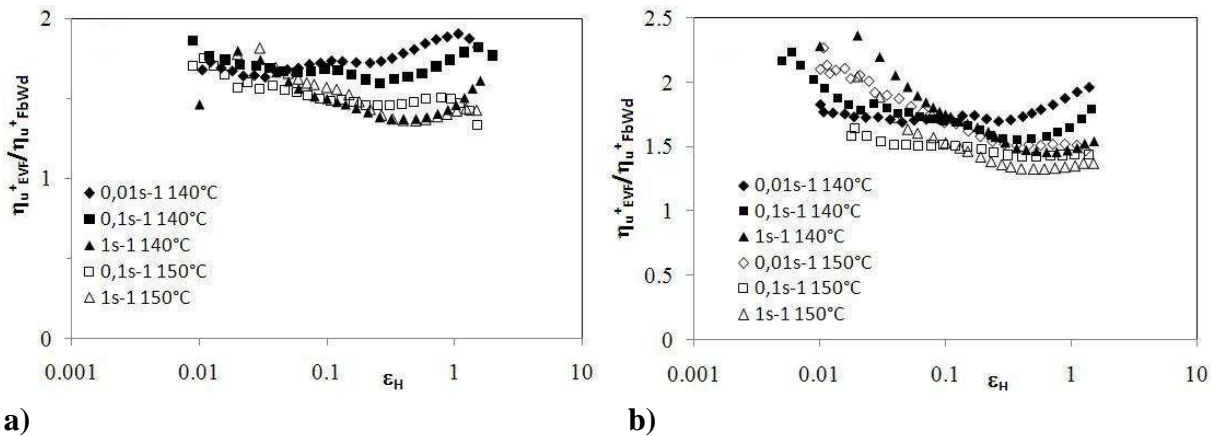 2
1
0
0.001
0.01
0.1
1
10
ηu+EVF/ηu+FbWd
εH
◆ 0,01s-1 140°C
■ 0,1s-1 140°C
▲ 1s-1 140°C
□ 0,1s-1 150°C
△ 1s-1 150°C
a)
2.5
2
1.5
1
0.5
0
0.001
0.01
0.1
1
10
ηu+EVF/ηu+FbWd
εH
◆ 0,01s-1 140°C
■ 0,1s-1 140°C
▲ 1s-1 140°C
◇ 0,01s-1 150°C
□ 0,1s-1 150°C
△ 1s-1 150°C
b)